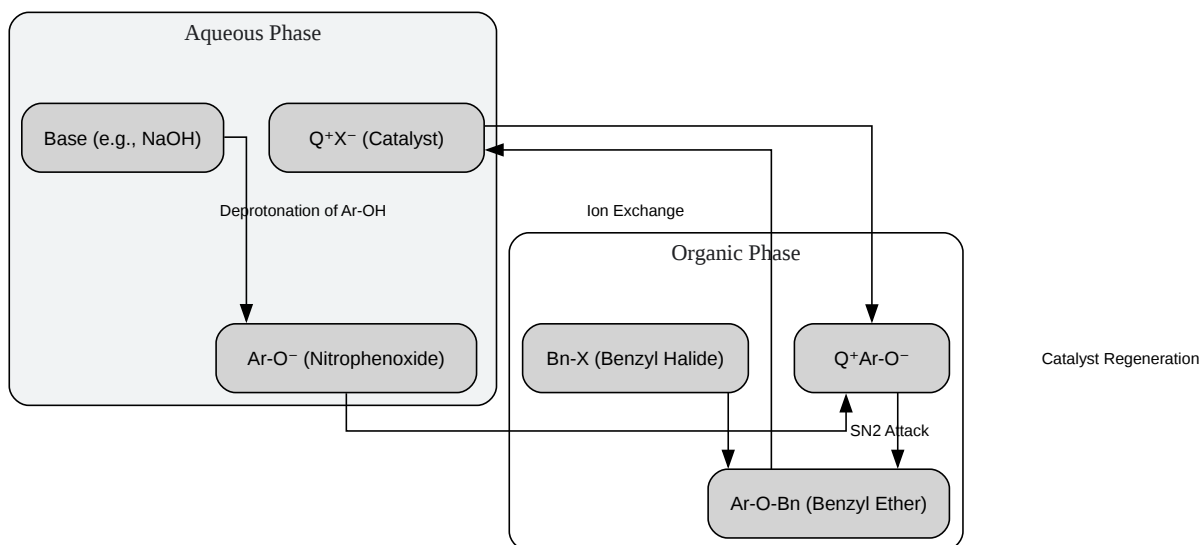 Aqueous Phase
Base (e.g., NaOH)
Q⁺X⁻ (Catalyst)
Deprotonation of Ar-OH
Ion Exchange
Organic Phase
Ar-O⁻ (Nitrophenoxide)
Bn-X (Benzyl Halide)
Q⁺Ar-O⁻
Catalyst Regeneration
SN2 Attack
Ar-O-Bn (Benzyl Ether)